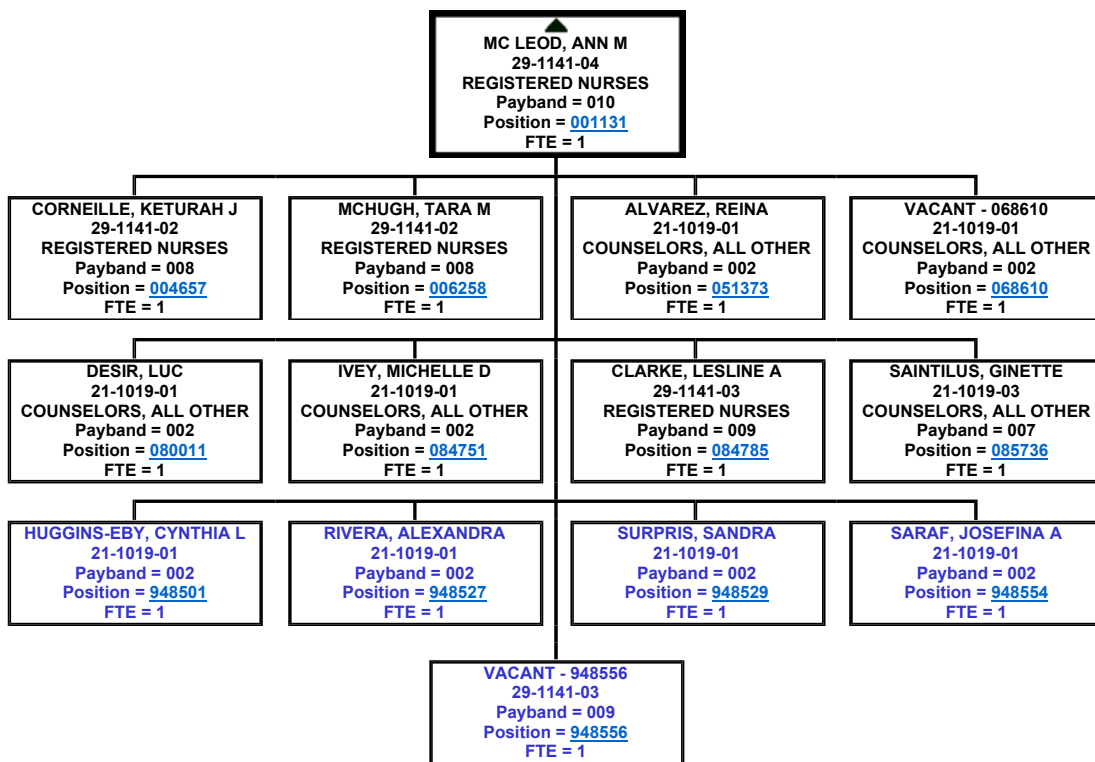 MC LEOD, ANN M
29-1141-04
REGISTERED NURSES
Payband = 010
Position = 001131
FTE = 1
CORNEILLE, KETURAH J
29-1141-02
REGISTERED NURSES
Payband = 008
Position = 004657
FTE = 1
MCHUGH, TARA M
29-1141-02
REGISTERED NURSES
Payband = 008
Position = 006258
FTE = 1
ALVAREZ, REINA
21-1019-01
COUNSELORS, ALL OTHER
Payband = 002
Position = 051373
FTE = 1
VACANT - 068610
21-1019-01
COUNSELORS, ALL OTHER
Payband = 002
Position = 068610
FTE = 1
DESIR, LUC
21-1019-01
COUNSELORS, ALL OTHER
Payband = 002
Position = 080011
FTE = 1
IVEY, MICHELLE D
21-1019-01
COUNSELORS, ALL OTHER
Payband = 002
Position = 084751
FTE = 1
CLARKE, LESLINE A
29-1141-03
REGISTERED NURSES
Payband = 009
Position = 084785
FTE = 1
SAINTILUS, GINETTE
21-1019-03
COUNSELORS, ALL OTHER
Payband = 007
Position = 085736
FTE = 1
HUGGINS-EBY, CYNTHIA L
21-1019-01
Payband = 002
Position = 948501
FTE = 1
RIVERA, ALEXANDRA
21-1019-01
Payband = 002
Position = 948527
FTE = 1
SURPRIS, SANDRA
21-1019-01
Payband = 002
Position = 948529
FTE = 1
SARAF, JOSEFINA A
21-1019-01
Payband = 002
Position = 948554
FTE = 1
VACANT - 948556
29-1141-03
Payband = 009
Position = 948556
FTE = 1